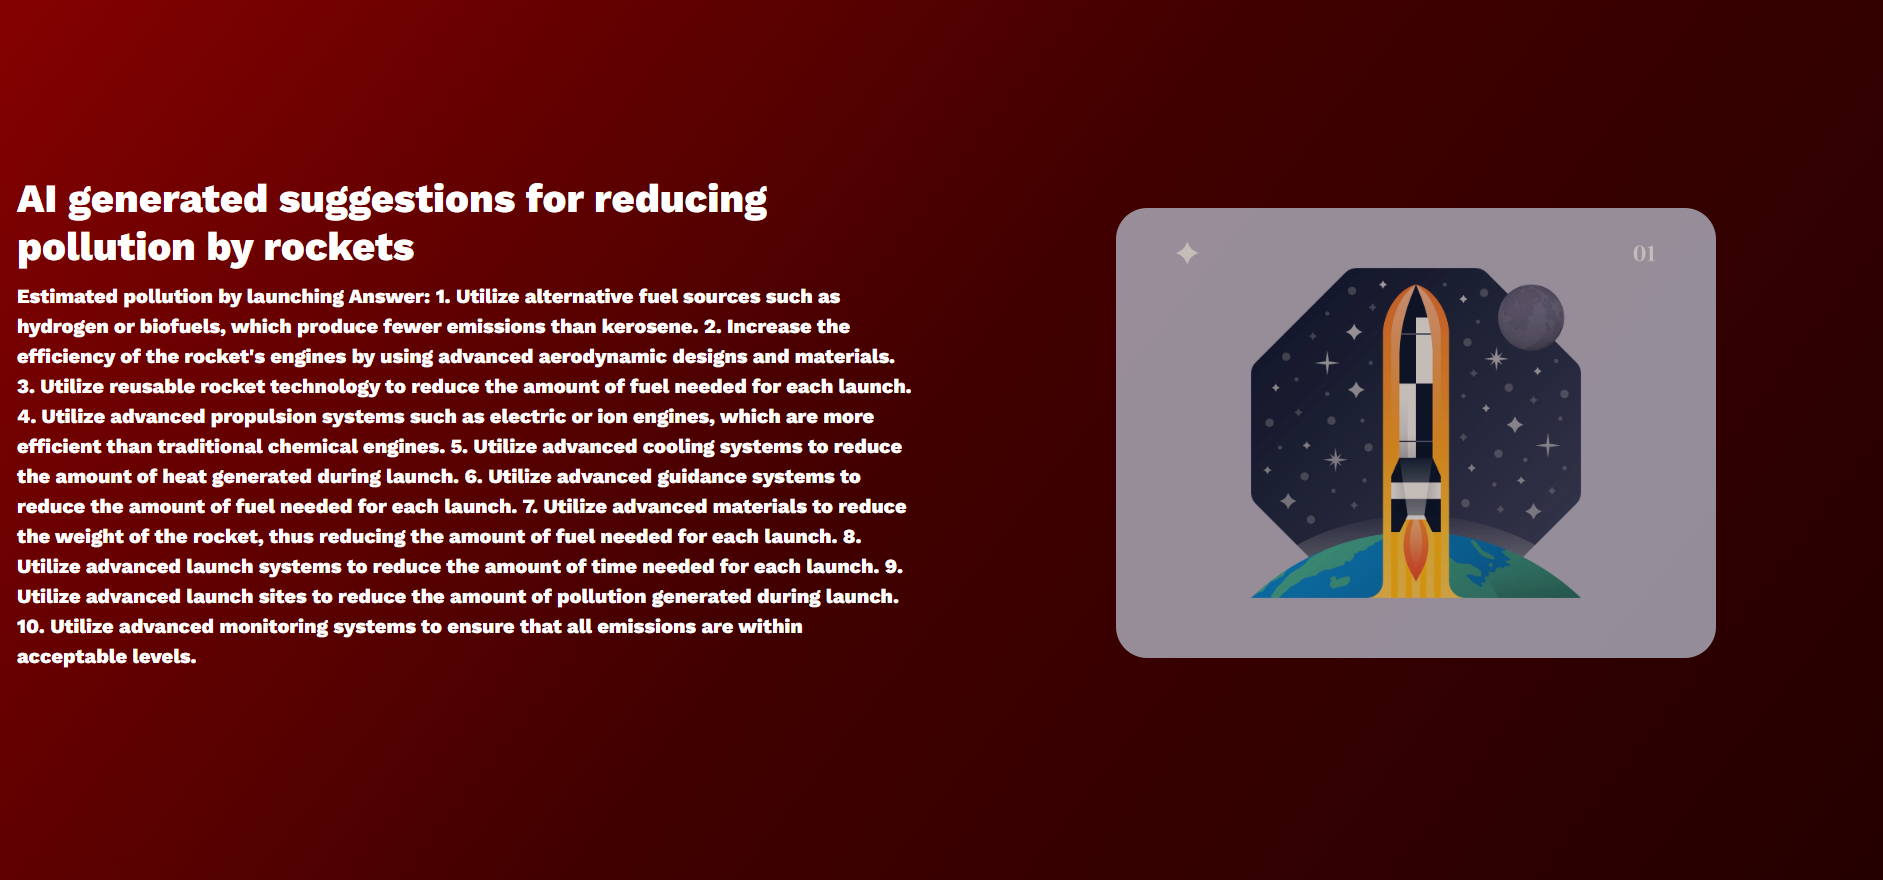 AI generated suggestions for reducing
pollution by rockets
Estimated pollution by launching Answer: 1. Utilize alternative fuel sources such as
hydrogen or biofuels, which produce fewer emissions than kerosene. 2. Increase the
efficiency of the rocket's engines by using advanced aerodynamic designs and materials.
3. Utilize reusable rocket technology to reduce the amount of fuel needed for each launch.
4. Utilize advanced propulsion systems such as electric or ion engines, which are more
efficient than traditional chemical engines. 5. Utilize advanced cooling systems to reduce
the amount of heat generated during launch. 6. Utilize advanced guidance systems to
reduce the amount of fuel needed for each launch. 7. Utilize advanced materials to reduce
the weight of the rocket, thus reducing the amount of fuel needed for each launch. 8.
Utilize advanced launch systems to reduce the amount of time needed for each launch. 9.
Utilize advanced launch sites to reduce the amount of pollution generated during launch.
10. Utilize advanced monitoring systems to ensure that all emissions are within
acceptable levels.
01